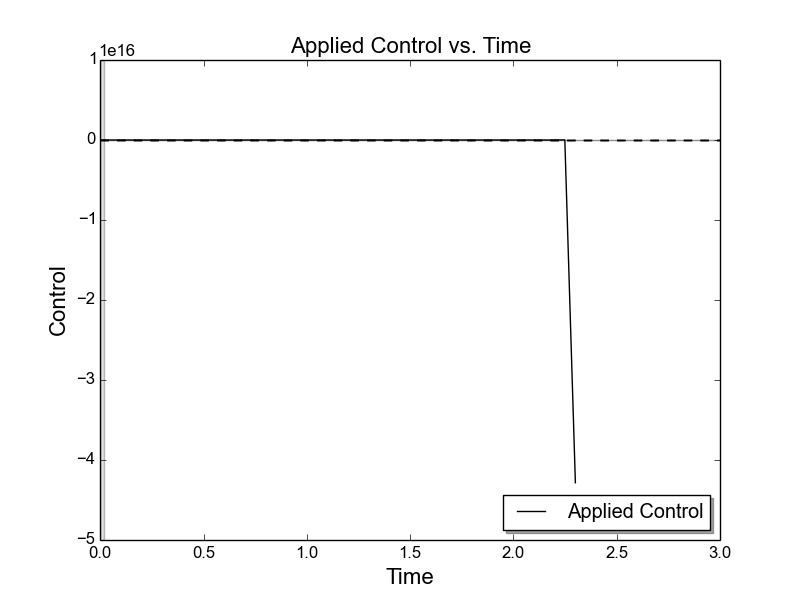 Applied Control vs. Time
1e16
1
0
−1
−2
−3
−4
−5
Control
0.0 0.5 1.0 1.5 2.0 2.5 3.0
Time
Applied Control